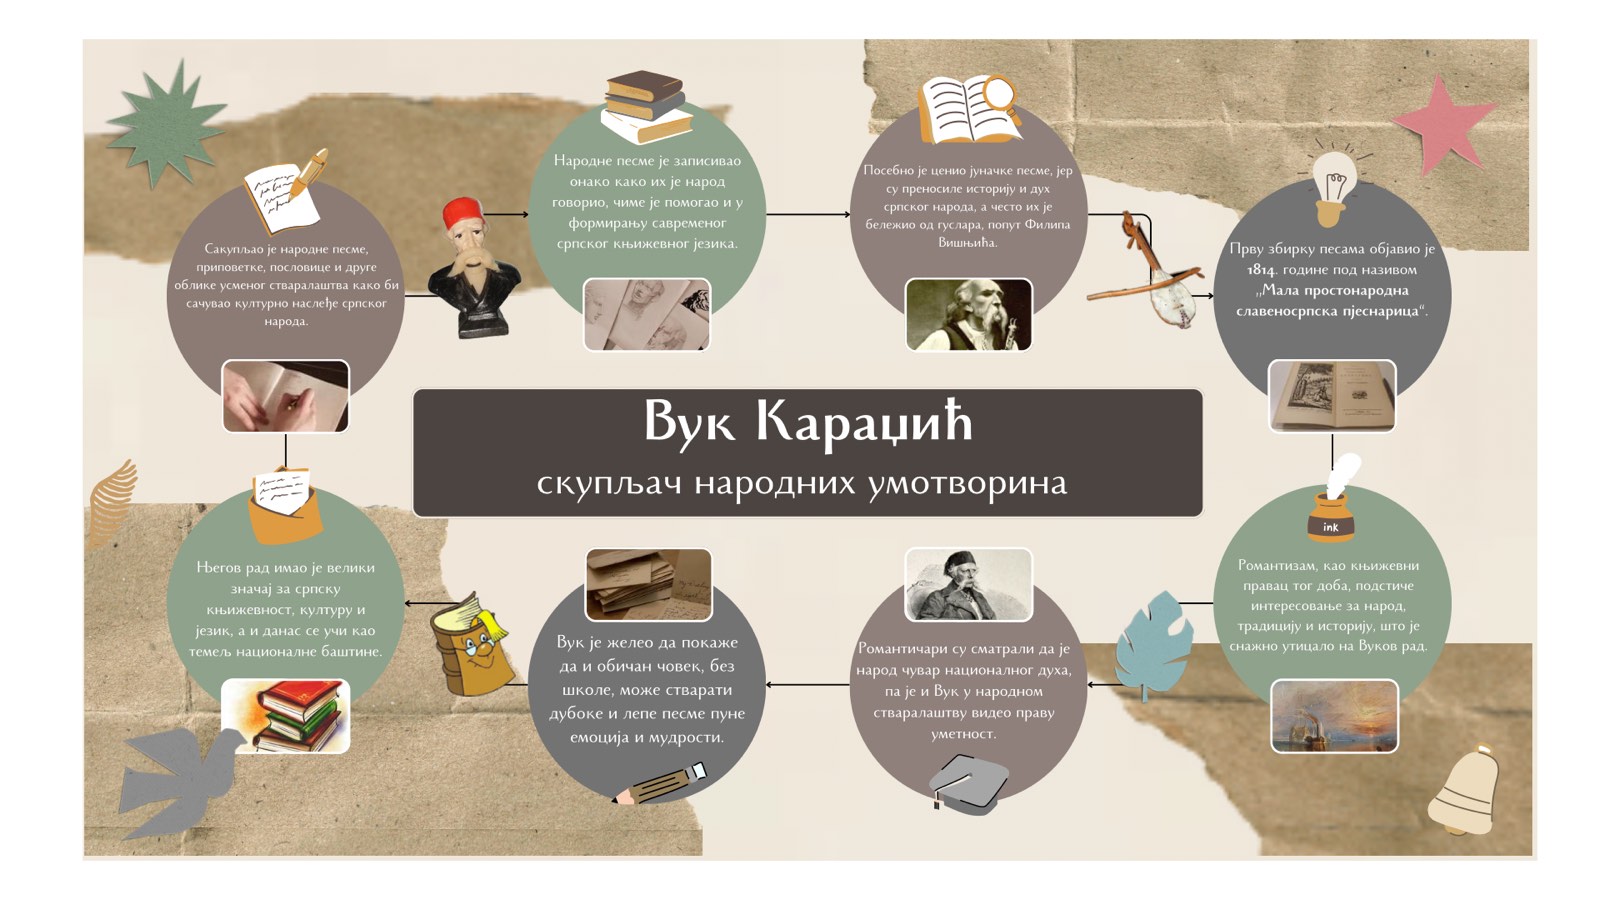 Вук Караџић
скупљач народних умотворина
Сакупљао је народне песме,
приповетке, пословице и друге
облике усменог стваралаштва како би
сачувао културно наслеђе српског
народа.
Народне песме је записивао
онако како их је народ
говорио, чиме је помогао и у
формирању савременог
српског књижевног језика.
Посебно је ценио јуначке песме, јер
су преносиле историју и дух
српског народа, а често их је
бележио од гуслара, попут Филипа
Вишњића.
Прву збирку песама објавио је
1814. године под називом
„Мала простонародна
славеносрпска пјеснарица“.
ink
Романтизам, као књижевни
правац тог доба, подстиче
интересовање за народ,
традицију и историју, што је
снажно утицало на Вуков рад.
Романтичари су сматрали да је
народ чувар националног духа,
па је и Вук у народном
стваралаштву видео праву
уметност.
Вук је желео да покаже
да и обичан човек, без
школе, може стварати
дубоке и лепе песме пуне
емоција и мудрости.
Његов рад имао је велики
значај за српску
књижевност, културу и
језик, а и данас се учи као
темељ националне баштине.